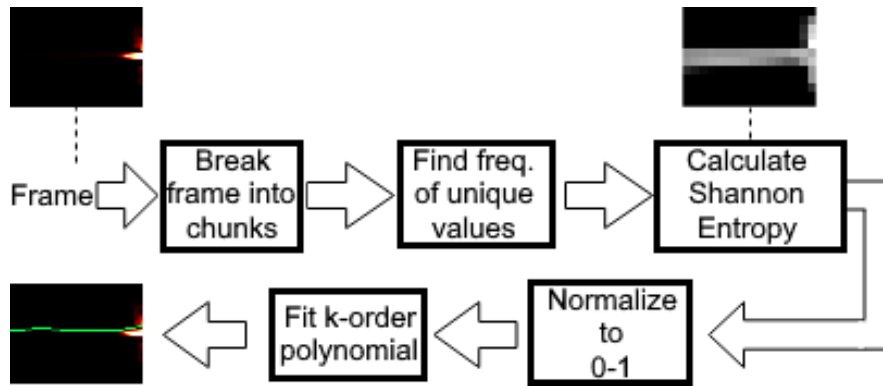 Frame
Break
frame into
chunks
Find freq.
of unique
values
Calculate
Shannon
Entropy
Normalize
to
0-1
Fit k-order
polynomial